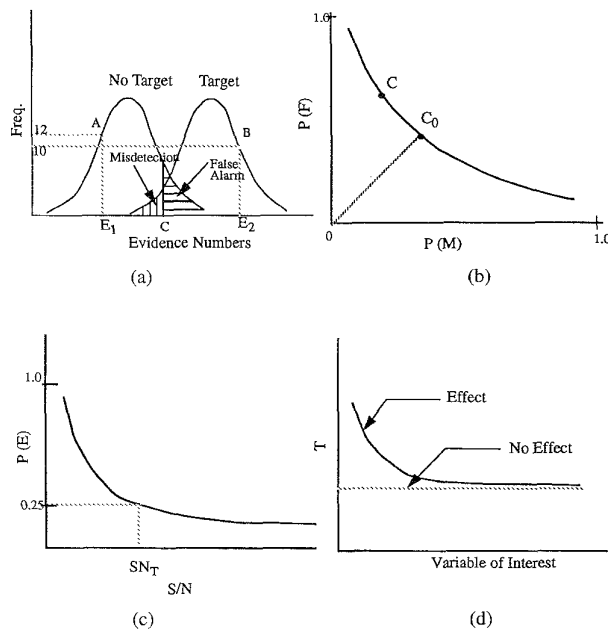 No Target Target
Freq.
12
10
A
B
Misdetection
False
Alarm
E1
C
E2
Evidence Numbers
(a)
1.0
P (F)
C
C0
0
1.0
P (M)
(b)
1.0
P (E)
0.25
SNT
S/N
(c)
T
Effect
No Effect
Variable of Interest
(d)